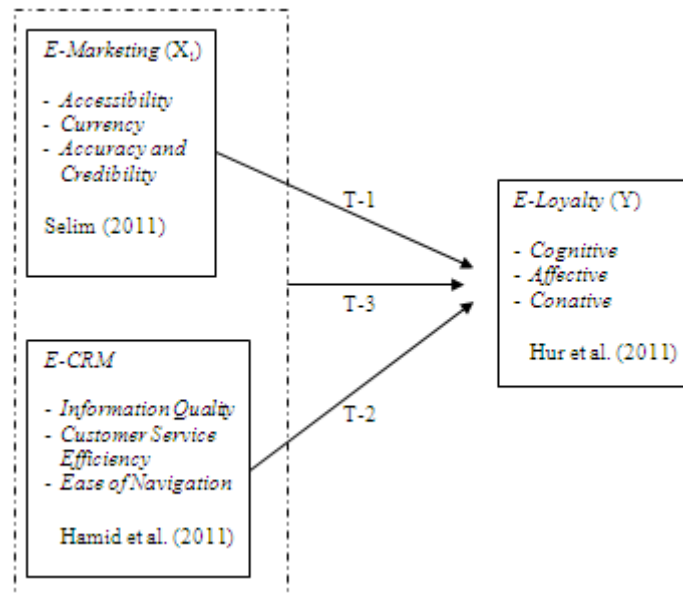 E-Marketing (X₁)
- Accessibility
- Currency
- Accuracy and
Credibility
Selim (2011)
T-1
T-3
T-2
E-Loyalty (Y)
- Cognitive
- Affective
- Conative
Hur et al. (2011)
E-CRM
- Information Quality
- Customer Service
Efficiency
- Ease of Navigation
Hamid et al. (2011)